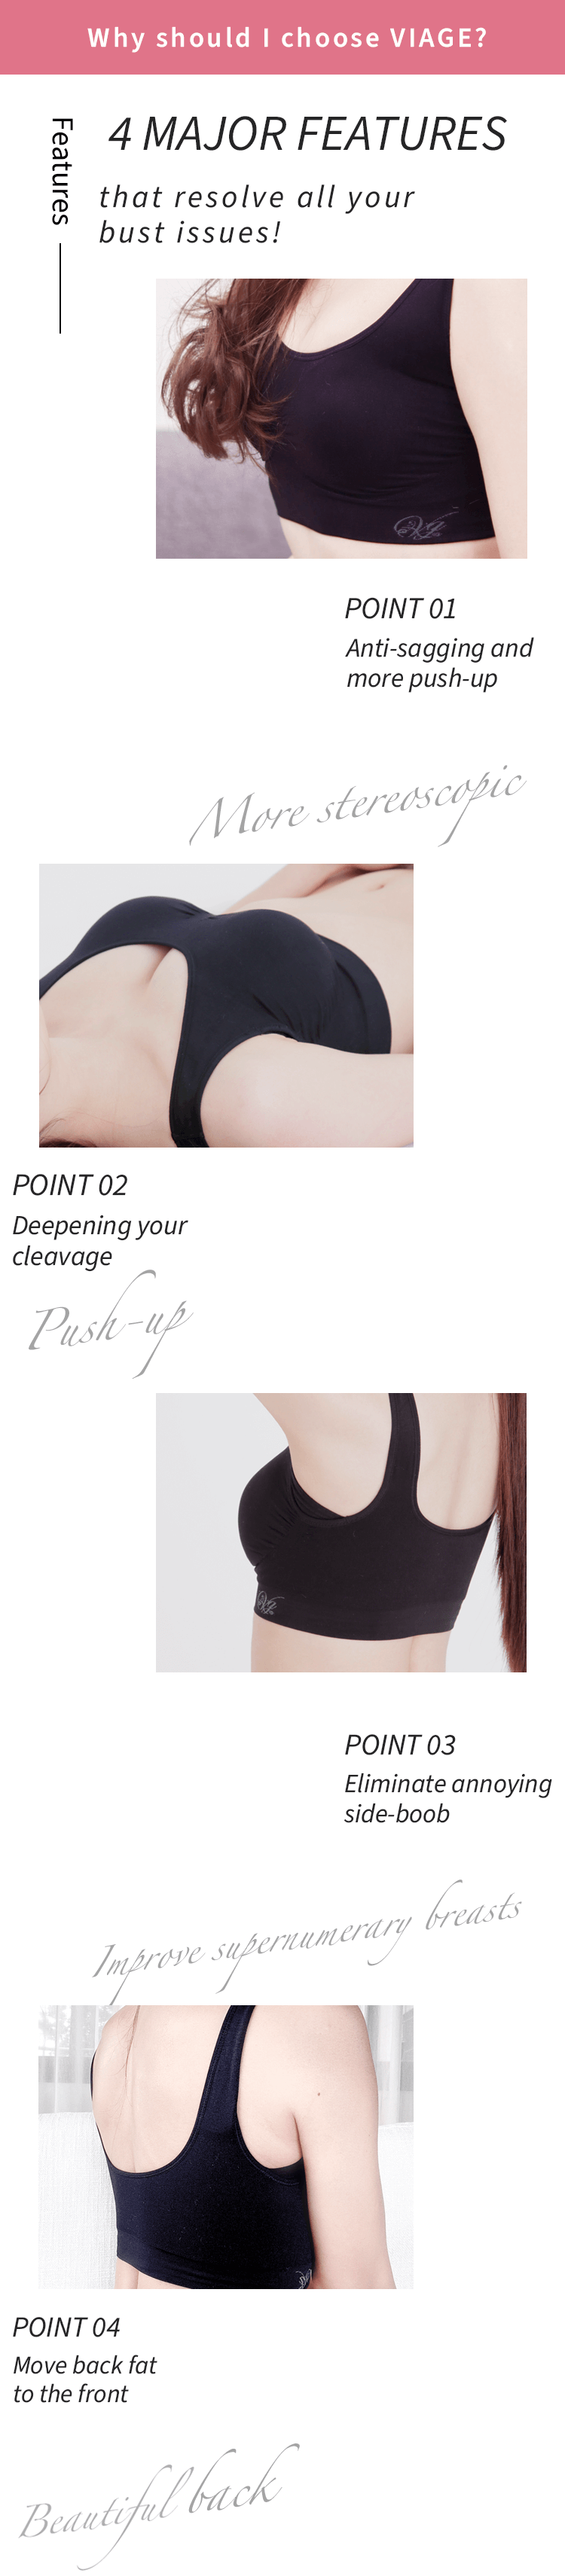 Why should I choose VIAGE?
Features
4 MAJOR FEATURES
that resolve all your
bust issues!
Vg
POINT 01
Anti-sagging and
more push-up
More stereoscopic
POINT 02
Deepening your
cleavage
Push-up
Vg
POINT 03
Eliminate annoying
side-boob
Improve supernumerary breasts
POINT 04
Move back fat
to the front
Beautiful back